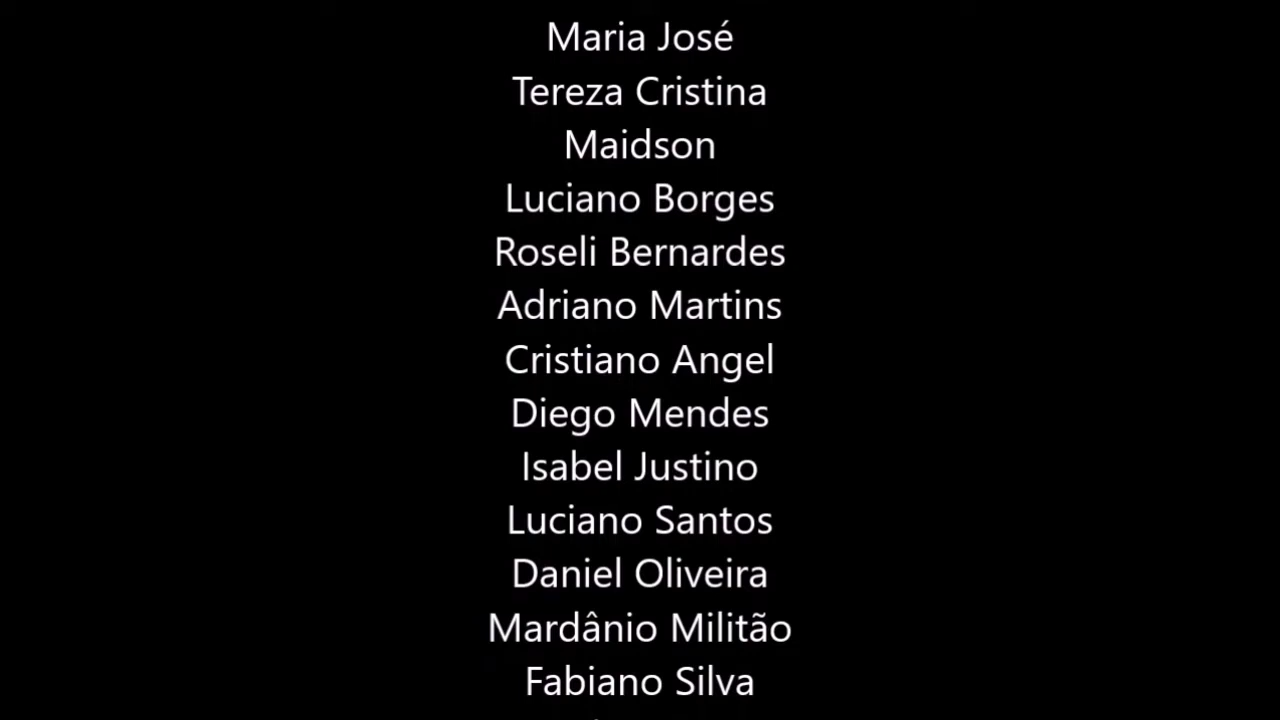 Maria José
Tereza Cristina
Maidson
Luciano Borges
Roseli Bernardes
Adriano Martins
Cristiano Angel
Diego Mendes
Isabel Justino
Luciano Santos
Daniel Oliveira
Mardânio Militão
Fabiano Silva